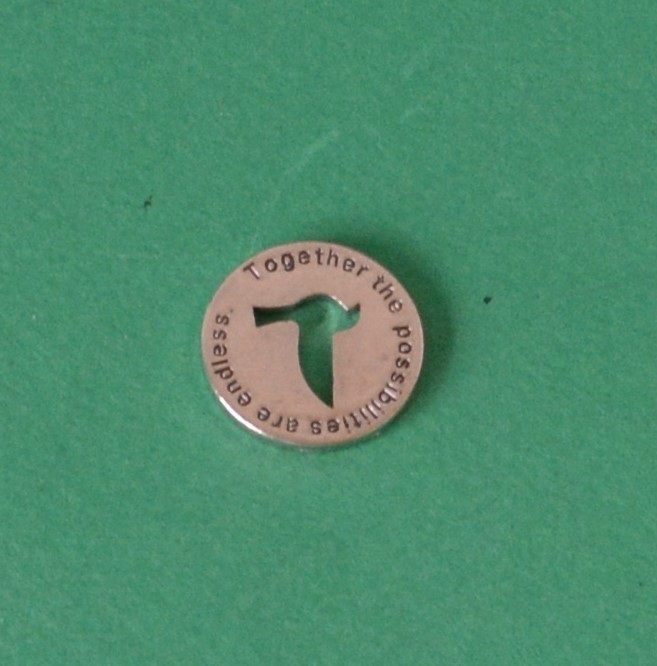 Together the possibilities are endless.